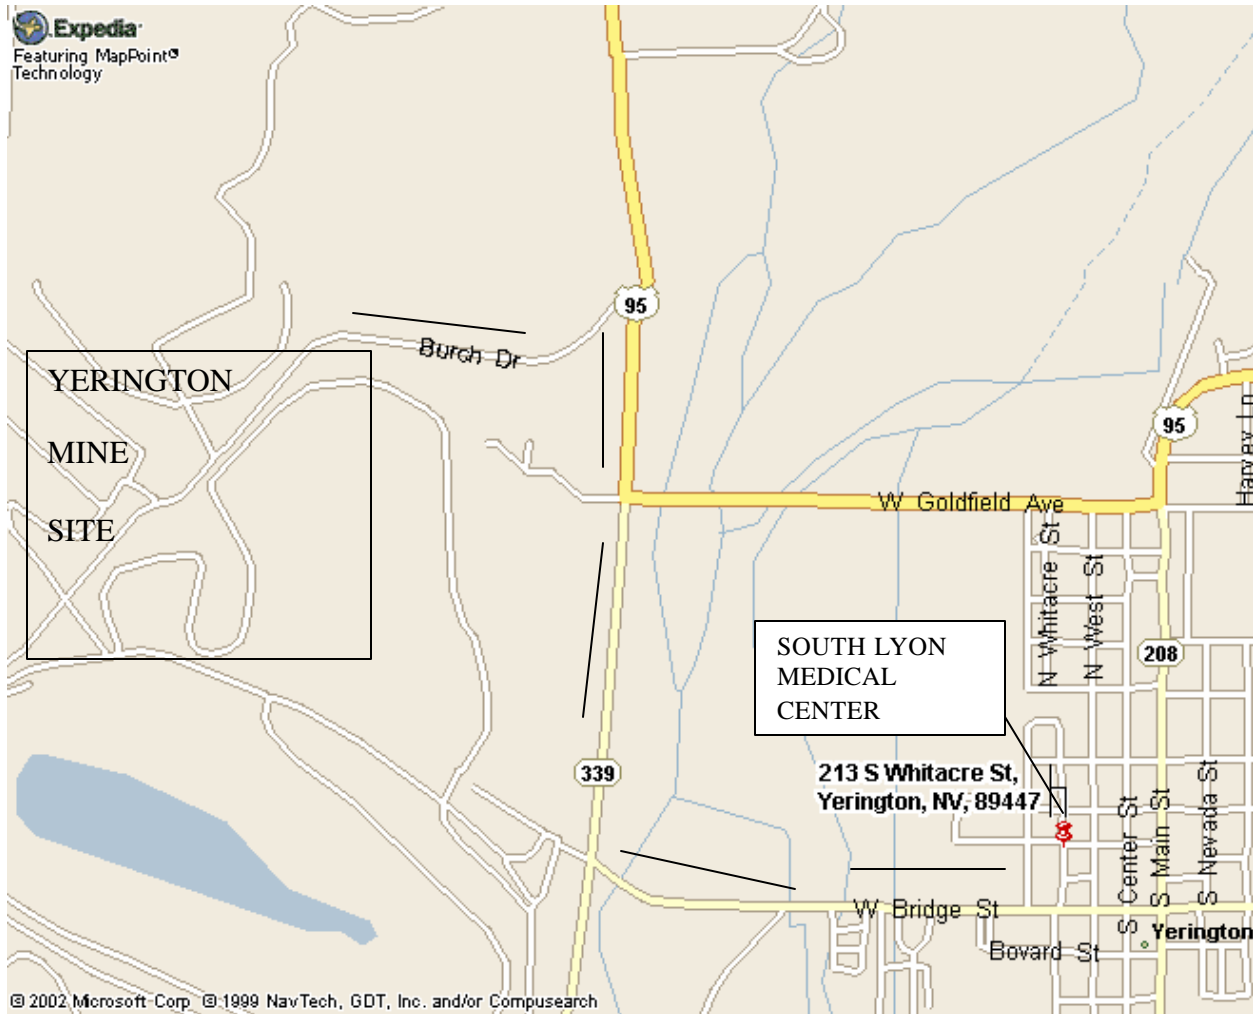 Expedia
Featuring MapPoint®
Technology
95
Burch Dr
YERINGTON
MINE
SITE
95
Harvey Ln
W Goldfield Ave
N Whitacre St
N West St
SOUTH LYON
MEDICAL
CENTER
208
339
213 S Whitacre St,
Yerington, NV, 89447
S Center St
S Main St
S Nevada St
W Bridge St
Bovard St
Yerington
© 2002 Microsoft Corp © 1999 NavTech, GDT, Inc. and/or Compusearch